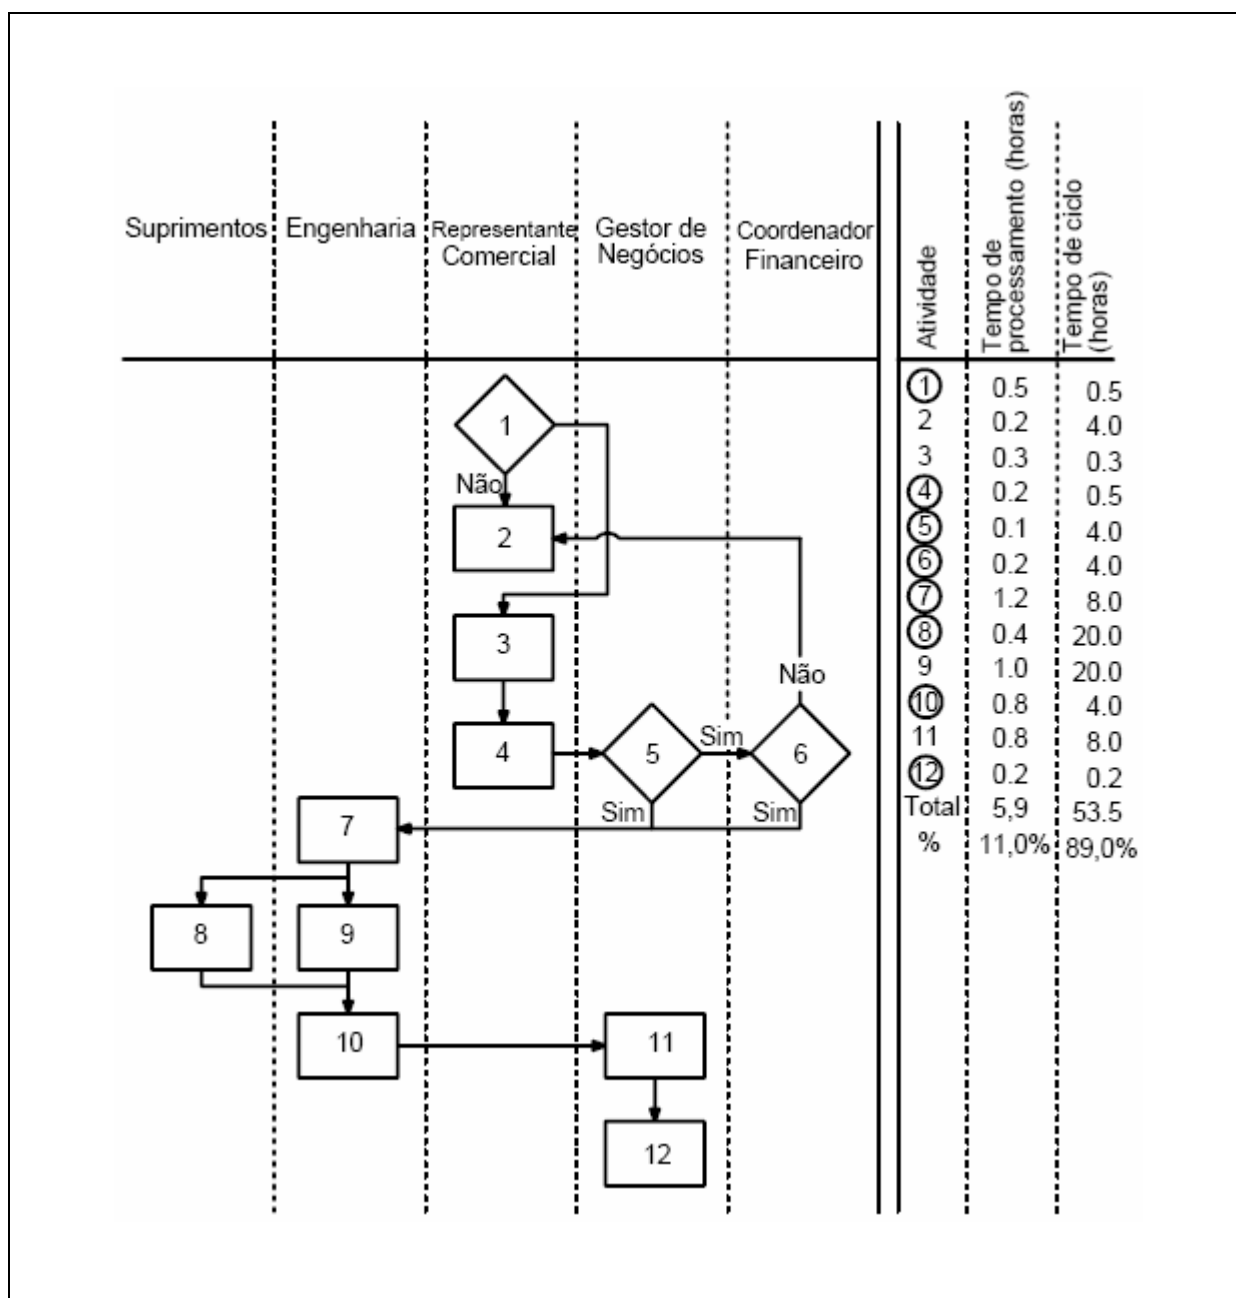 Suprimentos
Engenharia
Representante
Comercial
Gestor de
Negócios
Coordenador
Financeiro
Atividade
Tempo de
processamento (horas)
Tempo de ciclo
(horas)
1
Não
2
3
Não
4
5
Sim
6
Sim
Sim
7
8
9
10
11
12
1 0.5 0.5
2 0.2 4.0
3 0.3 0.3
4 0.2 0.5
5 0.1 4.0
6 0.2 4.0
7 1.2 8.0
8 0.4 20.0
9 1.0 20.0
10 0.8 4.0
11 0.8 8.0
12 0.2 0.2
Total 5,9 53.5
% 11,0% 89,0%